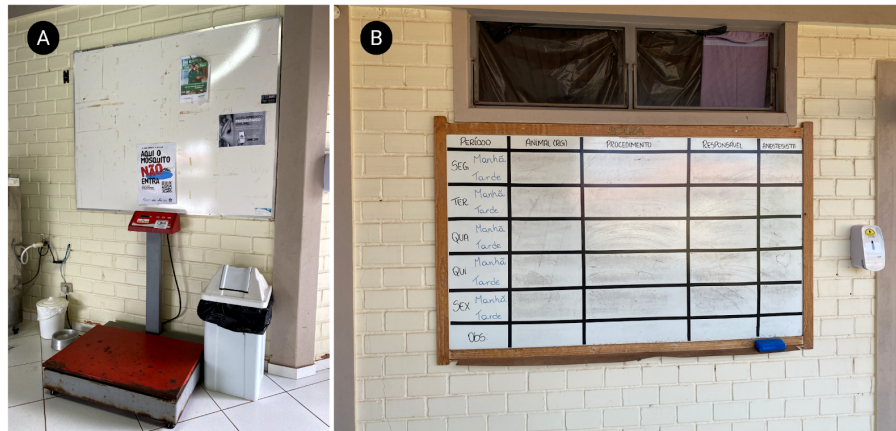 A
AQUI O
MOSQUITO
NÃO
ENTRA
B
PERÍODO ANIMAL (RG) PROCEDIMENTO RESPONSÁVEL ANESTESISTA
SEG Manhã
Tarde
TER Manhã
Tarde
QUA Manhã
Tarde
QUI Manhã
Tarde
SEX Manhã
Tarde
OBS: